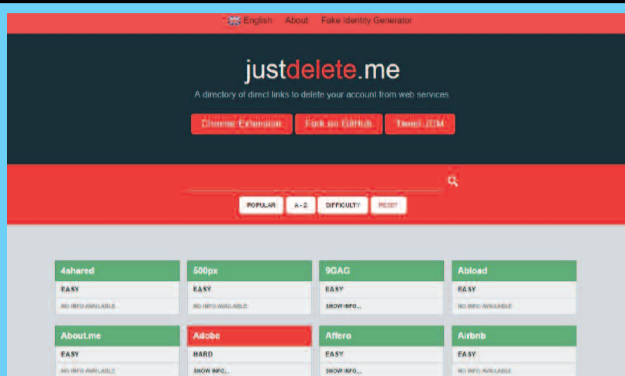 English About Fake Identity Generator
justdelete.me
A directory of direct links to delete your account from web services
Chrome Extension Fork on GitHub Tweet JDM
POPULAR A - Z DIFFICULTY RESET
4shared 500px 9GAG Abload
EASY EASY EASY EASY
NO INFO AVAILABLE NO INFO AVAILABLE SHOW INFO... NO INFO AVAILABLE
About.me Adobe Affero Airbnb
EASY HARD EASY EASY
NO INFO AVAILABLE SHOW INFO... SHOW INFO... NO INFO AVAILABLE